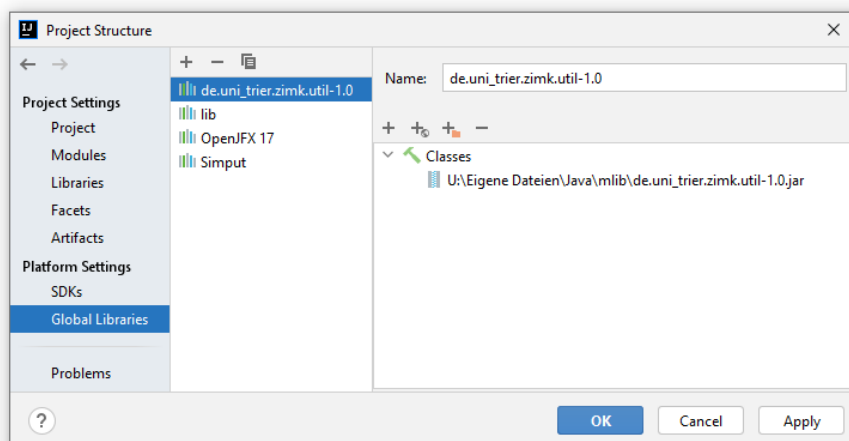 Project Structure
Project Settings
Project
Modules
Libraries
Facets
Artifacts
Platform Settings
SDKs
Global Libraries
Problems
de.uni_trier.zimk.util-1.0
lib
OpenJFX 17
Simput
Name: de.uni_trier.zimk.util-1.0
Classes
U:\Eigene Dateien\Java\mlib\de.uni_trier.zimk.util-1.0.jar
? OK Cancel Apply